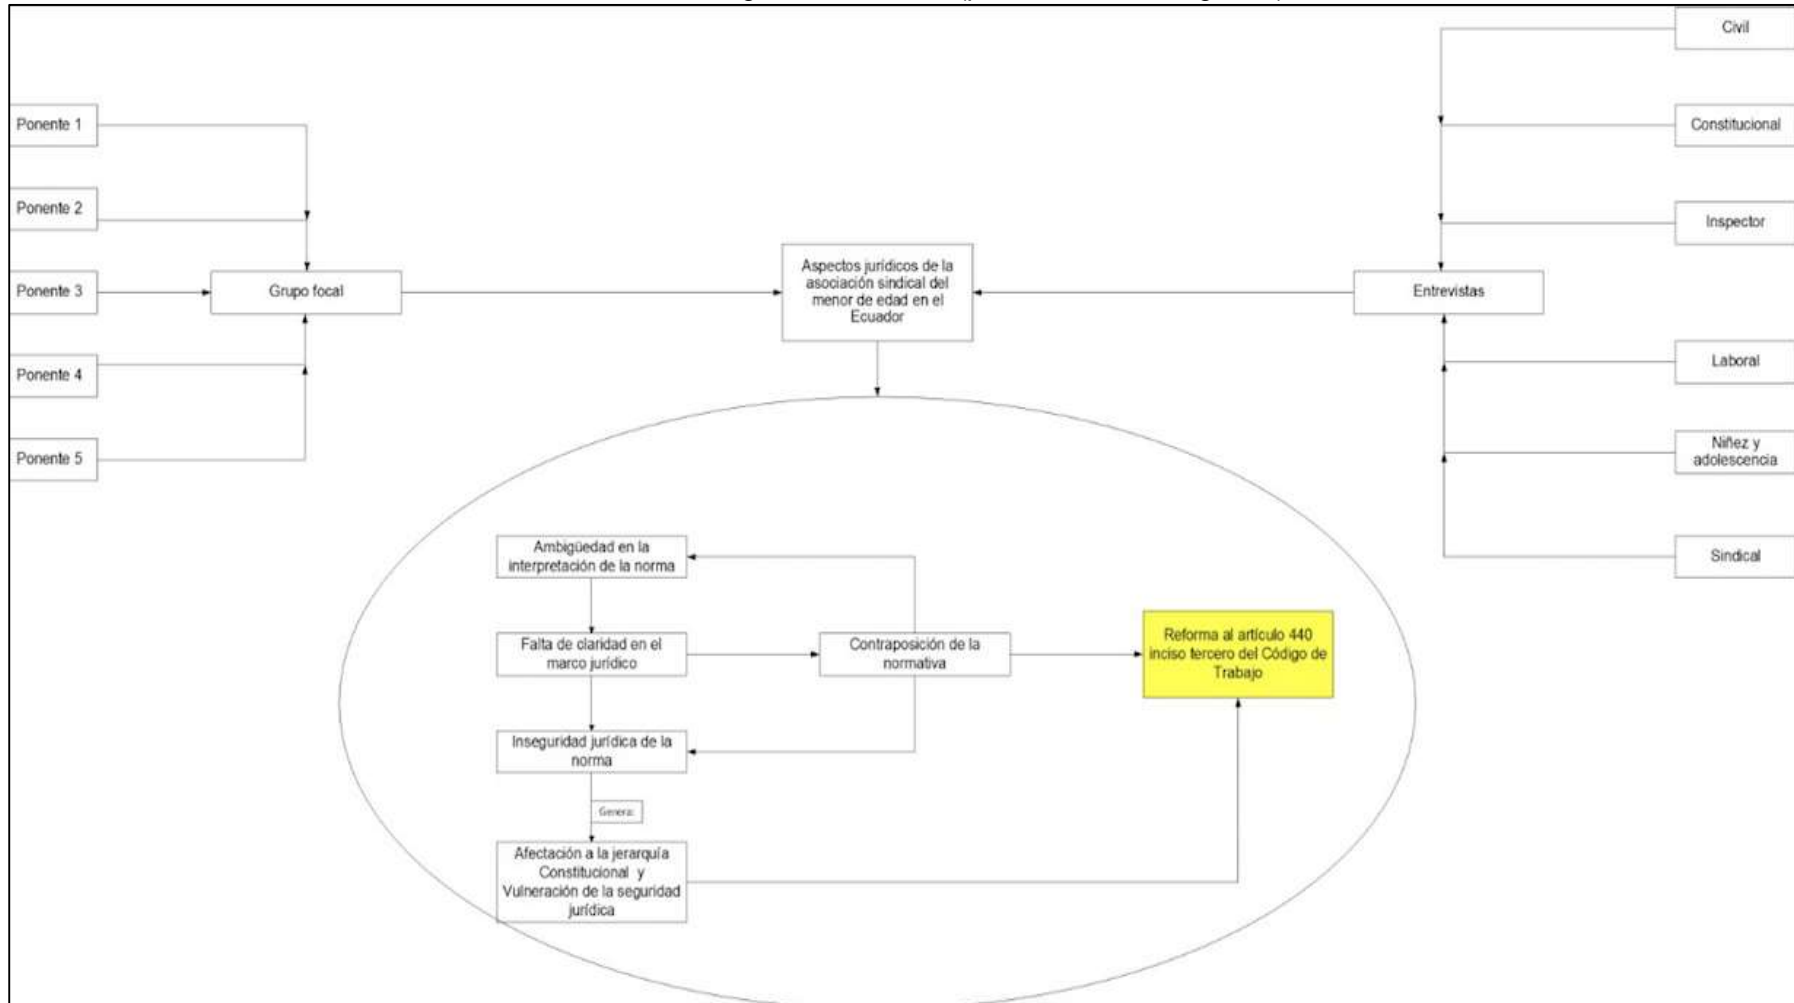 Civil
Ponente 1
Constitucional
Ponente 2
Inspector
Ponente 3
Grupo focal
Aspectos jurídicos de la
asociación sindical del
menor de edad en el
Ecuador
Entrevistas
Ponente 4
Laboral
Ponente 5
Niñez y
adolescencia
Sindical
Ambigüedad en la
interpretación de la norma
Falta de claridad en el
marco jurídico
Contraposición de la
normativa
Reforma al artículo 440
inciso tercero del Código de
Trabajo
Inseguridad jurídica de la
norma
Genera:
Afectación a la jerarquía
Constitucional y
Vulneración de la seguridad
jurídica